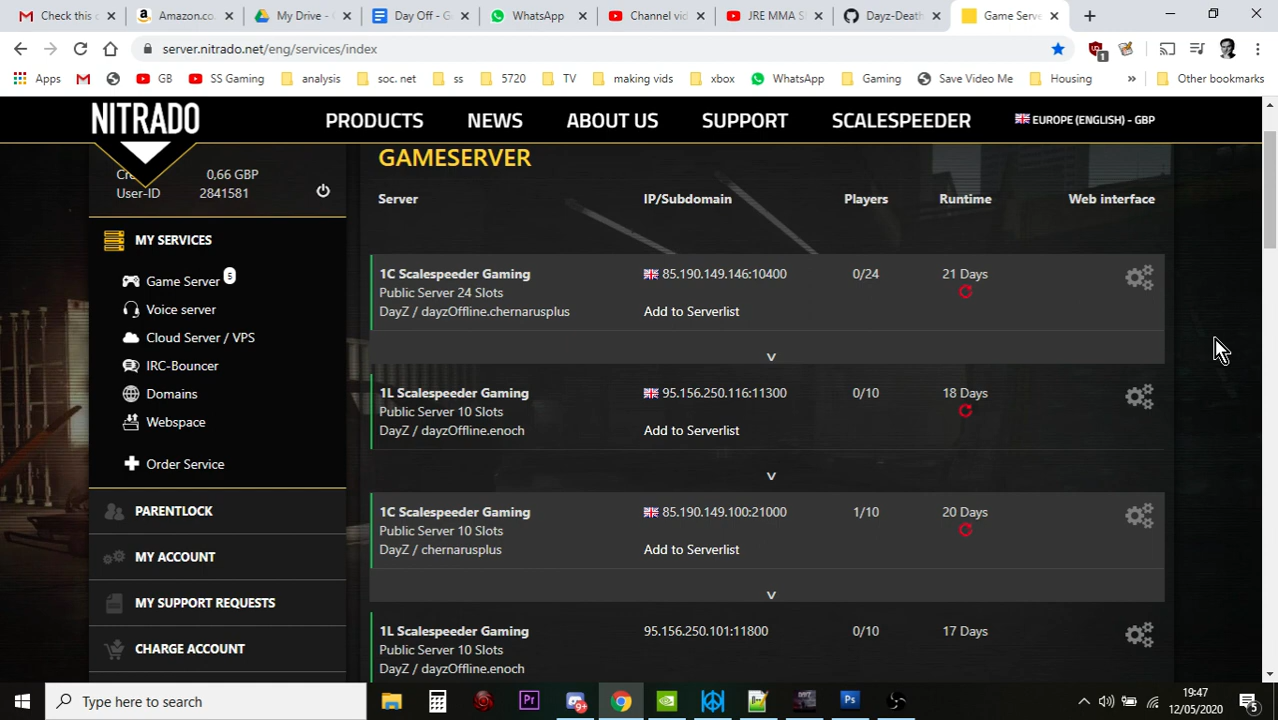 Check this
Amazon.co.
My Drive -
Day Off - G
WhatsApp
Channel vid
JRE MMA S
Dayz-Death
Game Serve
server.nitrado.net/eng/services/index
1
Apps
GB
SS Gaming
analysis
soc. net
ss
5720
TV
making vids
xbox
WhatsApp
Gaming
Save Video Me
Housing
»
Other bookmarks
NITRADO
PRODUCTS
NEWS
ABOUT US
SUPPORT
SCALESPEEDER
EUROPE (ENGLISH) - GBP
0,66 GBP
User-ID 2841581
MY SERVICES
Game Server 5
Voice server
Cloud Server / VPS
IRC-Bouncer
Domains
Webspace
Order Service
PARENTLOCK
MY ACCOUNT
MY SUPPORT REQUESTS
CHARGE ACCOUNT
GAMESERVER
Server IP/Subdomain Players Runtime Web interface
1C Scalespeeder Gaming 85.190.149.146:10400 0/24 21 Days
Public Server 24 Slots
DayZ / dayzOffline.chernarusplus Add to Serverlist
v
1L Scalespeeder Gaming 95.156.250.116:11300 0/10 18 Days
Public Server 10 Slots
DayZ / dayzOffline.enoch Add to Serverlist
v
1C Scalespeeder Gaming 85.190.149.100:21000 1/10 20 Days
Public Server 10 Slots
DayZ / chernarusplus Add to Serverlist
v
1L Scalespeeder Gaming 95.156.250.101:11800 0/10 17 Days
Public Server 10 Slots
DayZ / dayzOffline.enoch
Type here to search
Pr
9+
Ps
19:47
12/05/2020
5